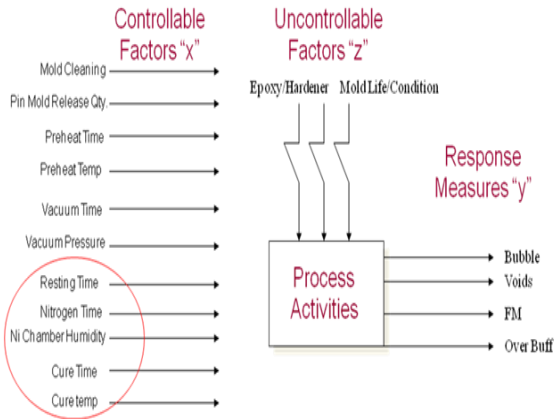 Controllable
Factors "x"
Mold Cleaning
Pin Mold Release Qty.
Preheat Time
Preheat Temp
Vacuum Time
Vacuum Pressure
Resting Time
Nitrogen Time
Ni Chamber Humidity
Cure Time
Cure temp
Uncontrollable
Factors "z"
Epoxy/Hardener
Mold Life/Condition
Process
Activities
Response
Measures "y"
Bubble
Voids
FM
Over Buff